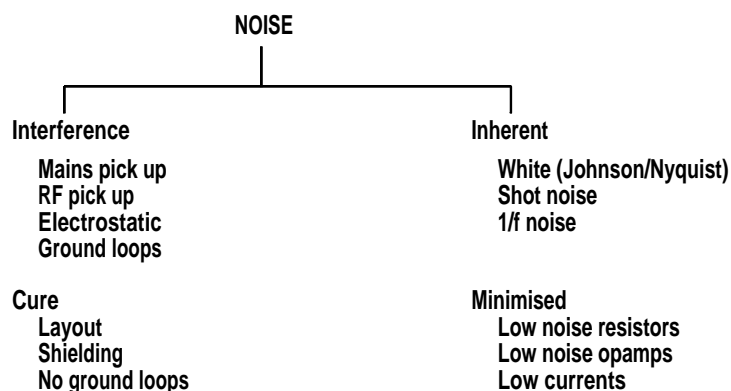 NOISE
Interference
Mains pick up
RF pick up
Electrostatic
Ground loops
Cure
Layout
Shielding
No ground loops
Inherent
White (Johnson/Nyquist)
Shot noise
1/f noise
Minimised
Low noise resistors
Low noise opamps
Low currents